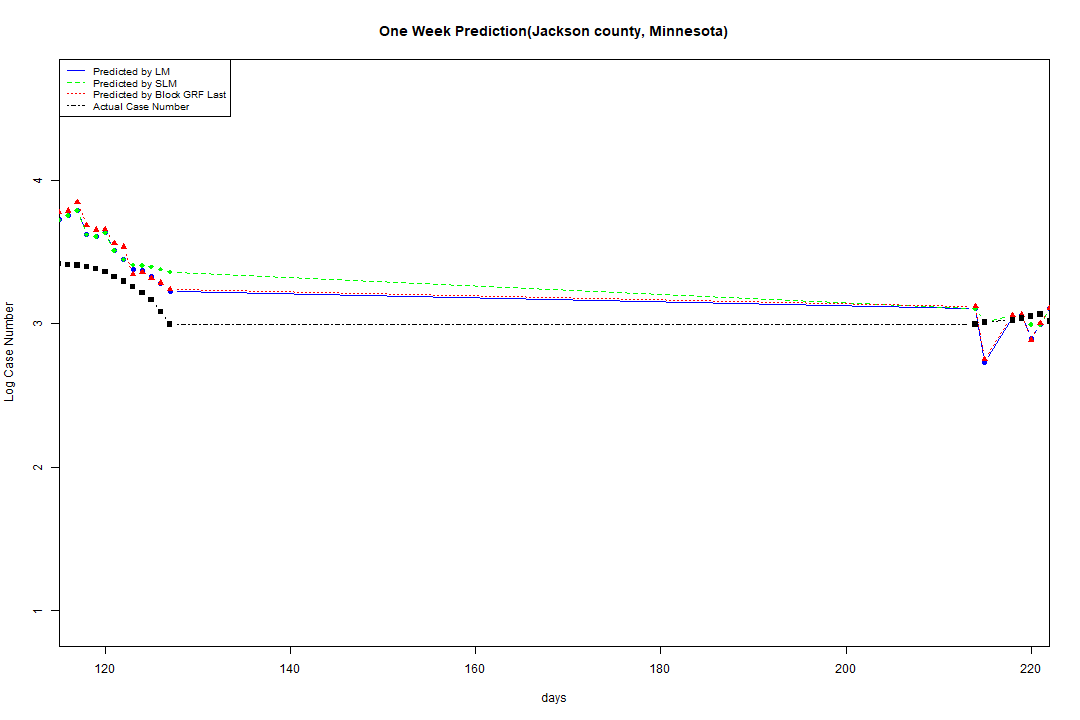 One Week Prediction(Jackson county, Minnesota)
Predicted by LM
Predicted by SLM
Predicted by Block GRF Last
Actual Case Number
4
3
2
1
Log Case Number
120 140 160 180 200 220
days